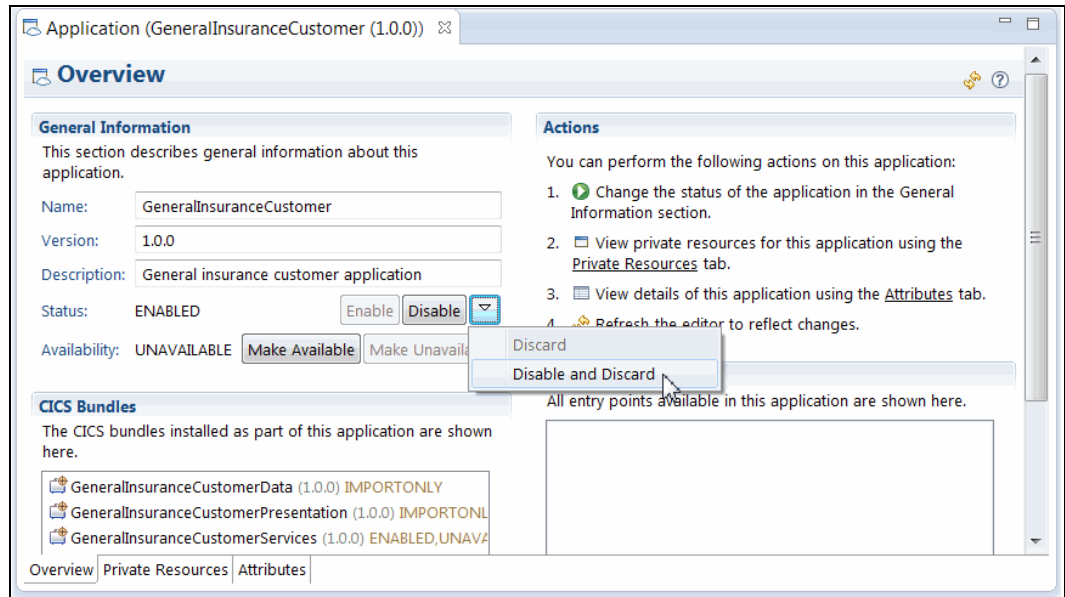 Application (GeneralInsuranceCustomer (1.0.0))
Overview
General Information
This section describes general information about this
application.
Name: GeneralInsuranceCustomer
Version: 1.0.0
Description: General insurance customer application
Status: ENABLED Enable Disable
Availability: UNAVAILABLE Make Available Make Unavaila
Discard
Disable and Discard
CICS Bundles
The CICS bundles installed as part of this application are shown
here.
GeneralInsuranceCustomerData (1.0.0) IMPORTONLY
GeneralInsuranceCustomerPresentation (1.0.0) IMPORTONL
GeneralInsuranceCustomerServices (1.0.0) ENABLED,UNAVA
Actions
You can perform the following actions on this application:
1. Change the status of the application in the General
Information section.
2. View private resources for this application using the
Private Resources tab.
3. View details of this application using the Attributes tab.
4. Refresh the editor to reflect changes.
All entry points available in this application are shown here.
Overview Private Resources Attributes